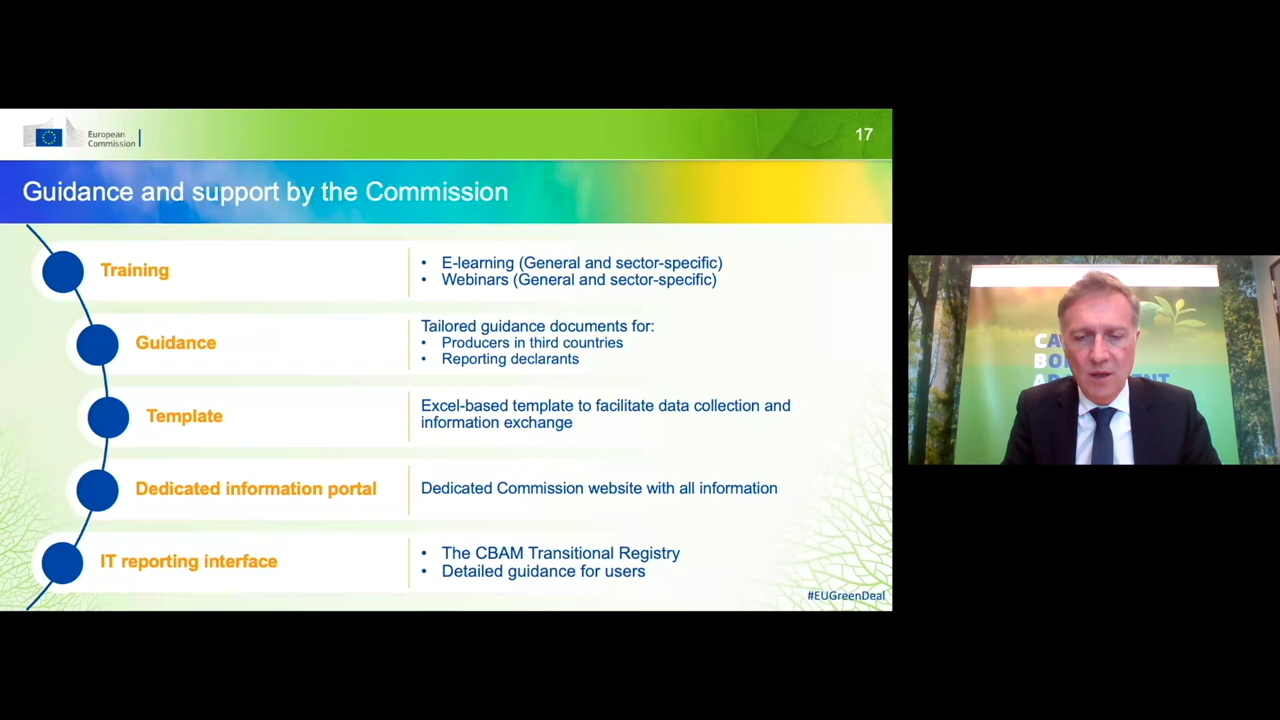 European
Commission
17
Guidance and support by the Commission
Training
• E-learning (General and sector-specific)
• Webinars (General and sector-specific)
Guidance
Tailored guidance documents for:
• Producers in third countries
• Reporting declarants
Template
Excel-based template to facilitate data collection and
information exchange
Dedicated information portal
Dedicated Commission website with all information
IT reporting interface
• The CBAM Transitional Registry
• Detailed guidance for users
#EUGreenDeal